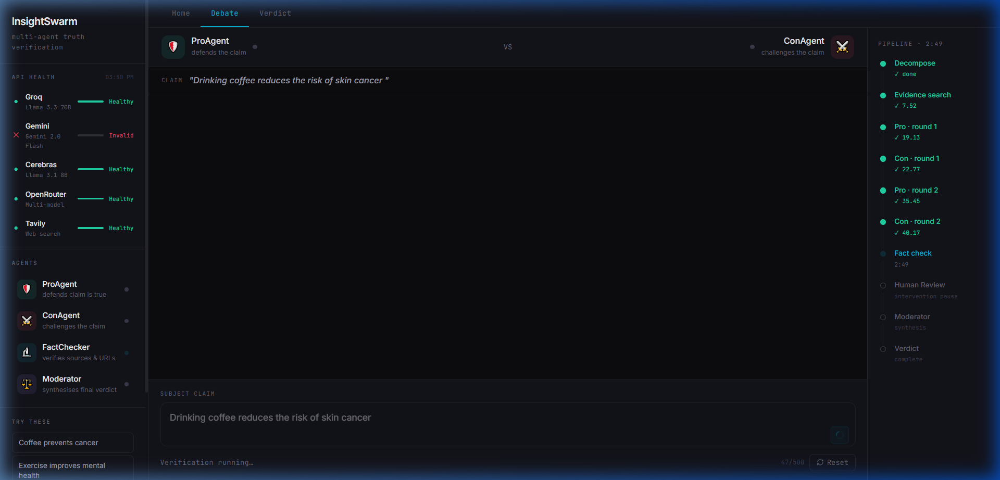 InsightSwarm
multi-agent truth
verification
API HEALTH 03:50 PM
Groq
Llama 3.3 70B
Healthy
Gemini
Gemini 2.0
Flash
Invalid
Cerebras
Llama 3.1 8B
Healthy
OpenRouter
Multi-model
Healthy
Tavily
Web search
Healthy
AGENTS
ProAgent
defends claim is true
ConAgent
challenges the claim
FactChecker
verifies sources & URLs
Moderator
synthesises final verdict
TRY THESE
Coffee prevents cancer
Exercise improves mental
health
Home Debate Verdict
ProAgent
defends the claim
VS
ConAgent
challenges the claim
CLAIM "Drinking coffee reduces the risk of skin cancer "
SUBJECT CLAIM
Drinking coffee reduces the risk of skin cancer
Verification running…
47/500
Reset
PIPELINE · 2:49
Decompose
✓ done
Evidence search
✓ 7.52
Pro · round 1
✓ 19.13
Con · round 1
✓ 22.77
Pro · round 2
✓ 35.45
Con · round 2
✓ 40.17
Fact check
2:49
Human Review
intervention pause
Moderator
synthesis
Verdict
complete